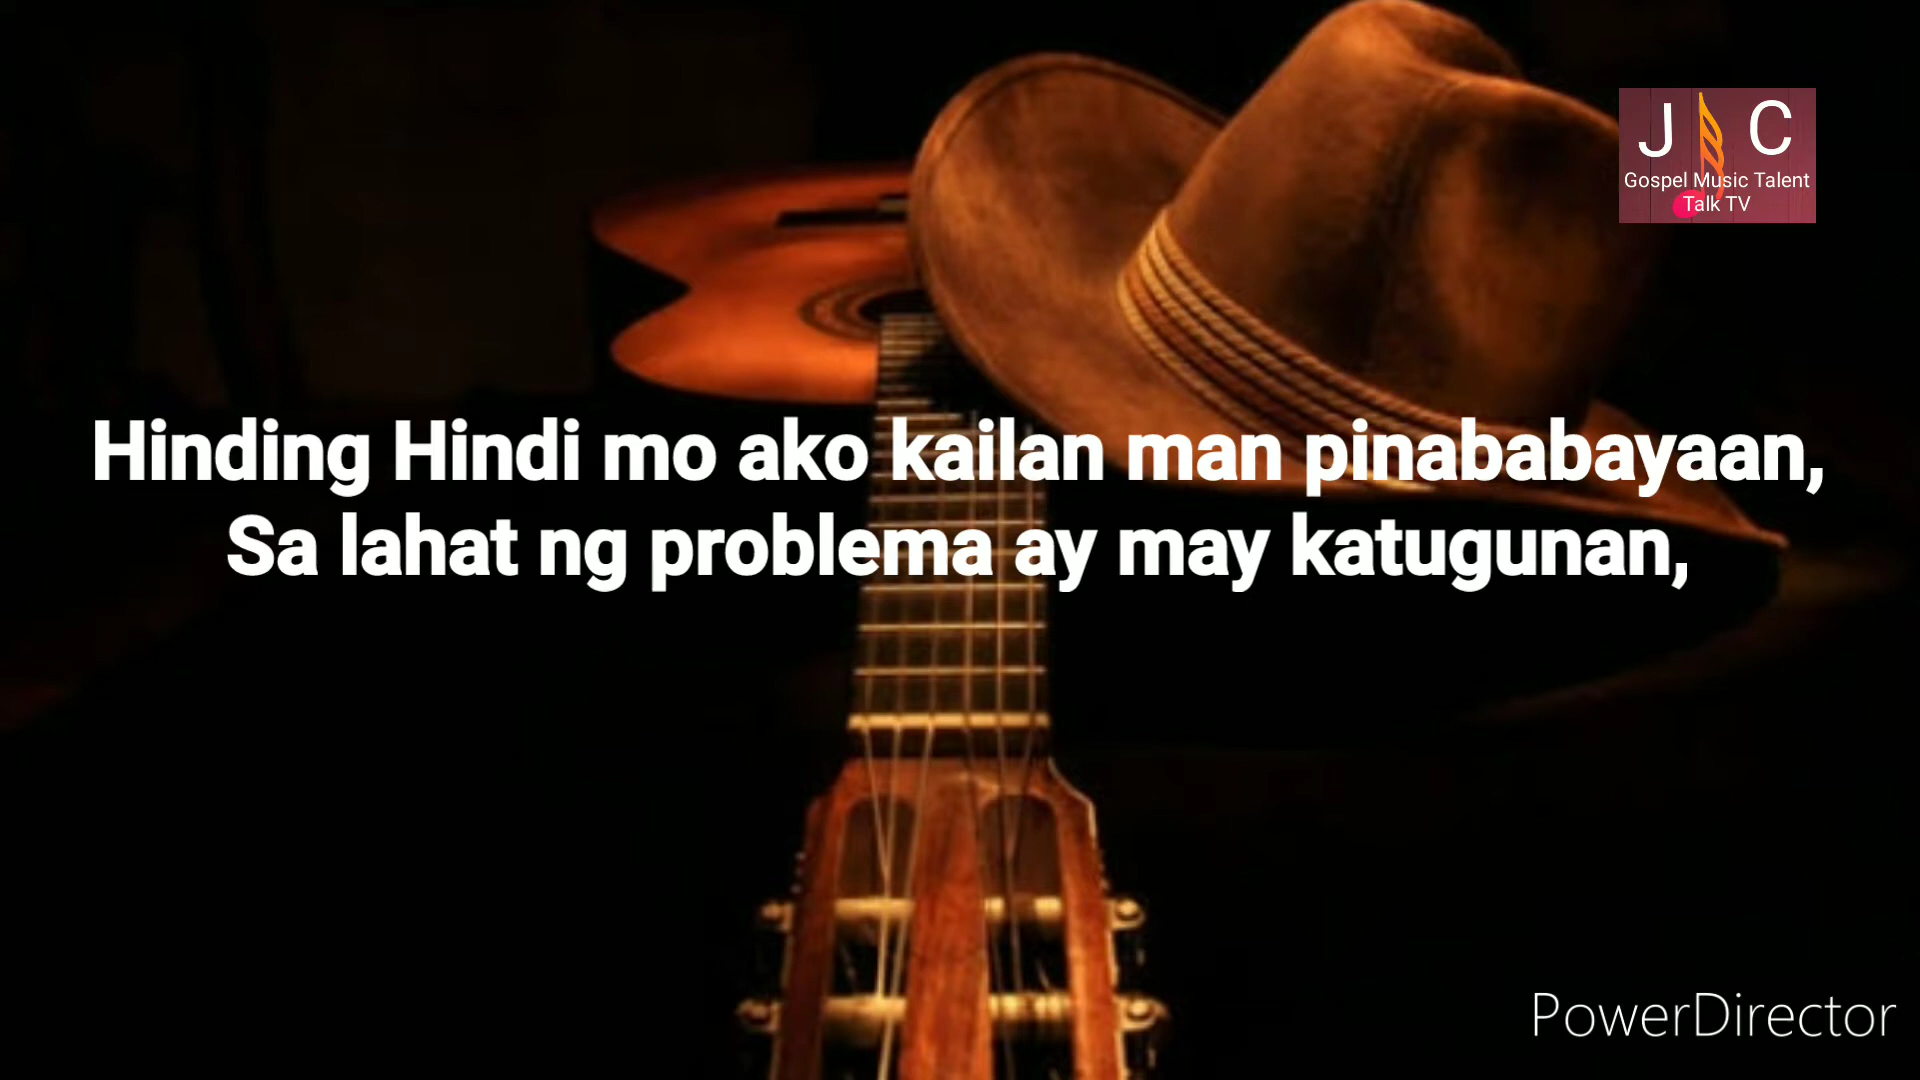 J C
Gospel Music Talent
Talk TV
Hinding Hindi mo ako kailan man pinababayaan,
Sa lahat ng problema ay may katugunan,
PowerDirector